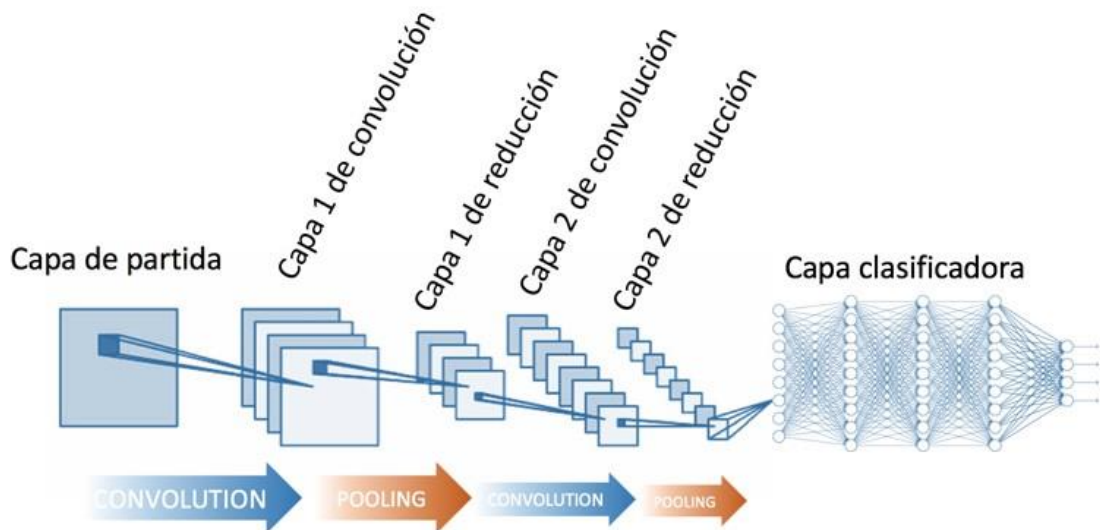 Capa de partida
Capa 1 de convolución
Capa 1 de reducción
Capa 2 de convolución
Capa 2 de reducción
Capa clasificadora
CONVOLUTION
POOLING
CONVOLUTION
POOLING